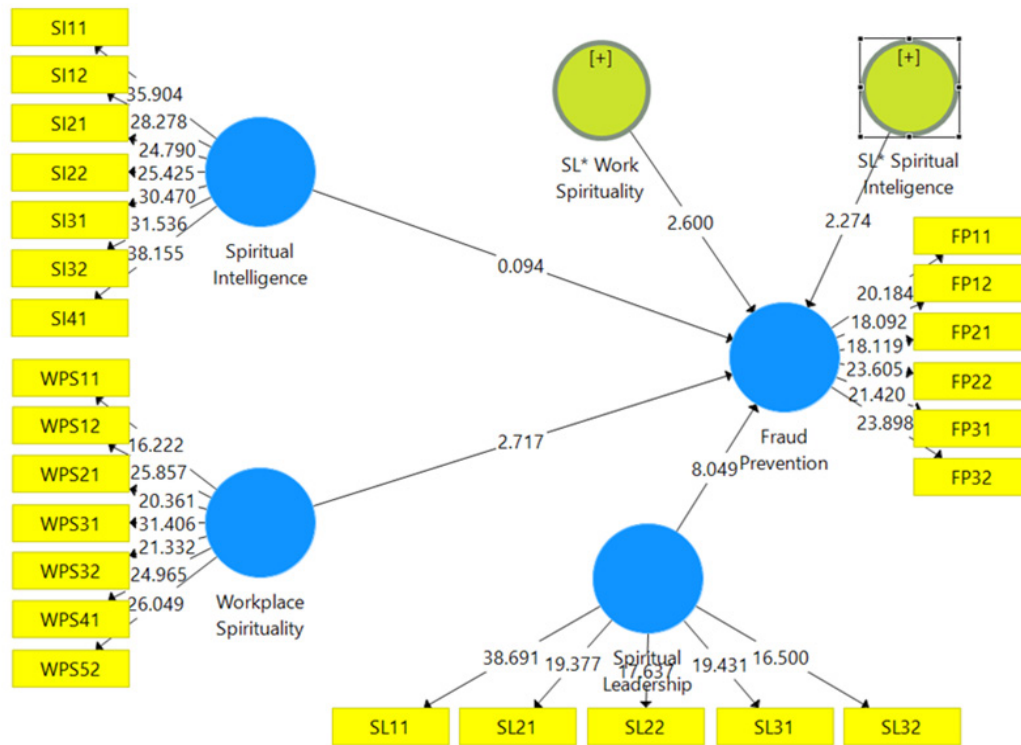 SI11
SI12
SI21
SI22
SI31
SI32
SI41
35.904
28.278
24.790
25.425
30.470
31.536
38.155
Spiritual
Intelligence
[+]
SL* Work
Spirituality
[+]
SL* Spiritual
Inteligence
2.600
2.274
0.094
2.717
8.049
WPS11
WPS12
WPS21
WPS31
WPS32
WPS41
WPS52
16.222
25.857
20.361
31.406
21.332
24.965
26.049
Workplace
Spirituality
Fraud
Prevention
20.184
18.092
18.119
23.605
21.420
23.898
FP11
FP12
FP21
FP22
FP31
FP32
Spiritual
Leadership
38.691
19.377
17.637
19.431
16.500
SL11
SL21
SL22
SL31
SL32